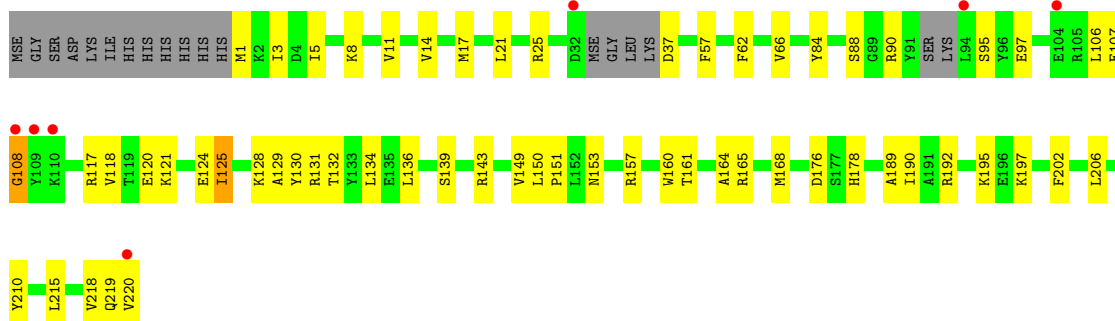 MSE GLY SER ASP LYS ILE HIS HIS HIS HIS HIS HIS M1 K2 I3 D4 I5 K8 V11 V14 M17 L21 R25 D32 MSE GLY LEU LYS D37 F57 F62 V66 Y84 S88 G89 R90 Y91 SER LYS L94 S95 Y96 E97 E104 R105 L106 E107
G108 Y109 K110 R117 V118 T119 E120 K121 E124 I125 K128 A129 Y130 R131 T132 Y133 L134 E135 L136 S139 R143 V149 L150 P151 L152 N153 R157 W160 T161 A164 R165 M168 D176 S177 H178 A189 I190 A191 R192 K195 E196 K197 F202 L206
Y210 L215 V218 Q219 V220